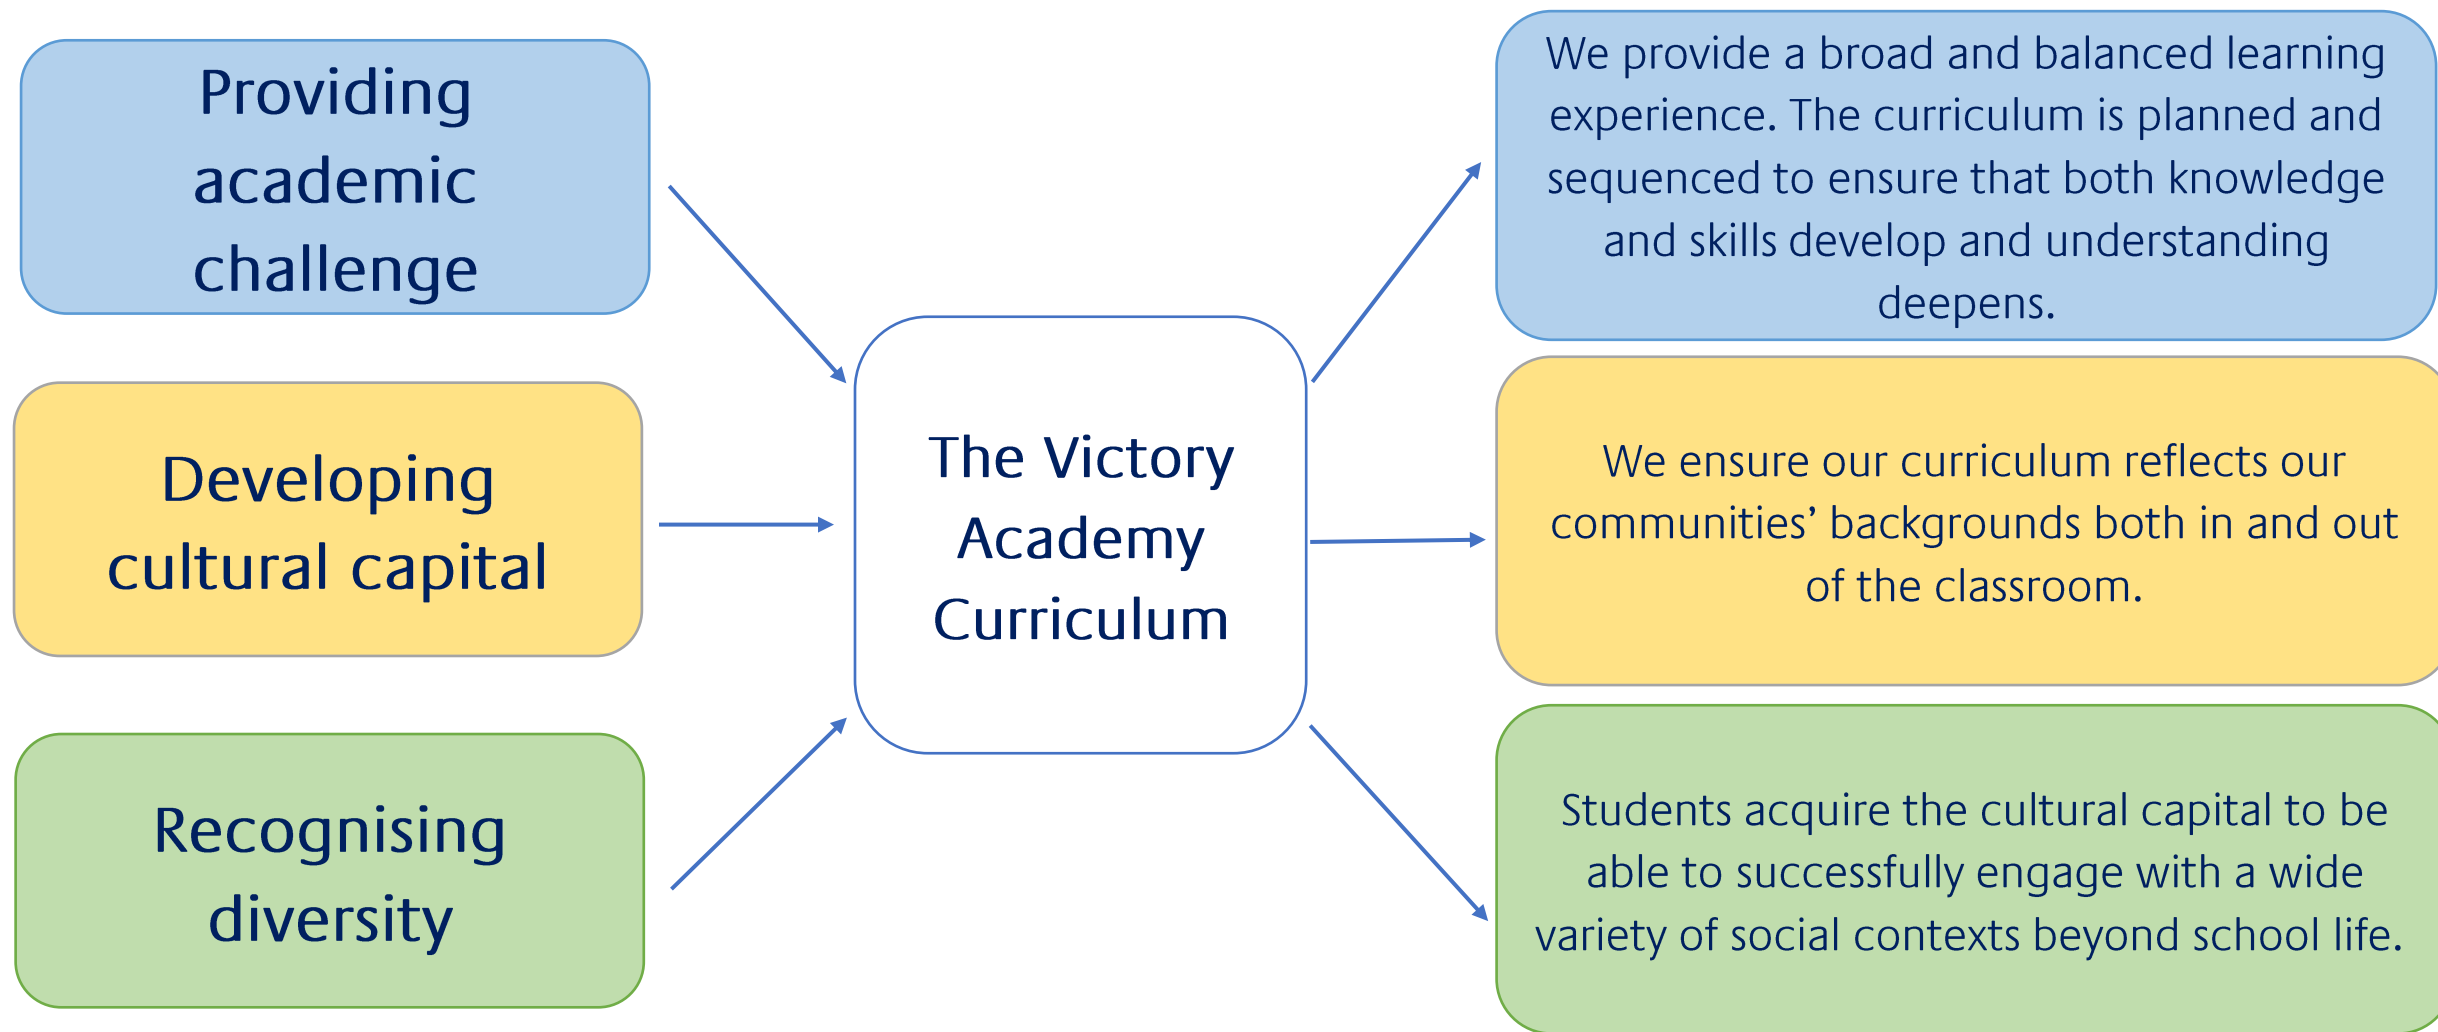 Providing
academic
challenge
Developing
cultural capital
Recognising
diversity
The Victory
Academy
Curriculum
We provide a broad and balanced learning
experience. The curriculum is planned and
sequenced to ensure that both knowledge
and skills develop and understanding
deepens.
We ensure our curriculum reflects our
communities’ backgrounds both in and out
of the classroom.
Students acquire the cultural capital to be
able to successfully engage with a wide
variety of social contexts beyond school life.